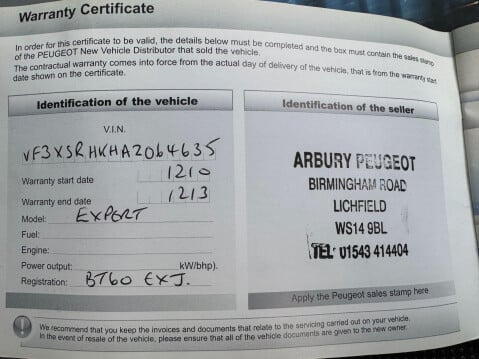 Warranty Certificate
In order for this certificate to be valid, the details below must be completed and the box must contain the sales stamp
of the PEUGEOT New Vehicle Distributor that sold the vehicle.
The contractual warranty comes into force from the actual day of delivery of the vehicle, that is from the warranty start
date shown on the certificate.
Identification of the vehicle
V.I.N.
VF3XSRHKHA2064635
Warranty start date 1210
Warranty end date 1213
Model: EXPERT
Fuel:
Engine:
Power output: kW/bhp).
Registration: BT60 EXJ.
Identification of the seller
ARBURY PEUGEOT
BIRMINGHAM ROAD
LICHFIELD
WS14 9BL
TEL: 01543 414404
Apply the Peugeot sales stamp here
We recommend that you keep the invoices and documents that relate to the servicing carried out on your vehicle.
In the event of resale of the vehicle, please ensure that all of the vehicle documents are given to the new owner.